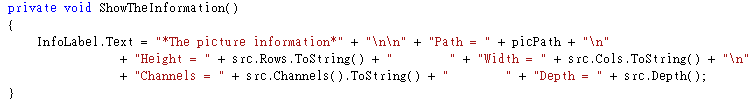 private void ShowTheInformation()
{
    InfoLabel.Text = "*The picture information*" + "\n\n" + "Path = " + picPath + "\n"
            + "Height = " + src.Rows.ToString() + "        " + "Width = " + src.Cols.ToString() + "\n"
            + "Channels = " + src.Channels().ToString() + "        " + "Depth = " + src.Depth();
}